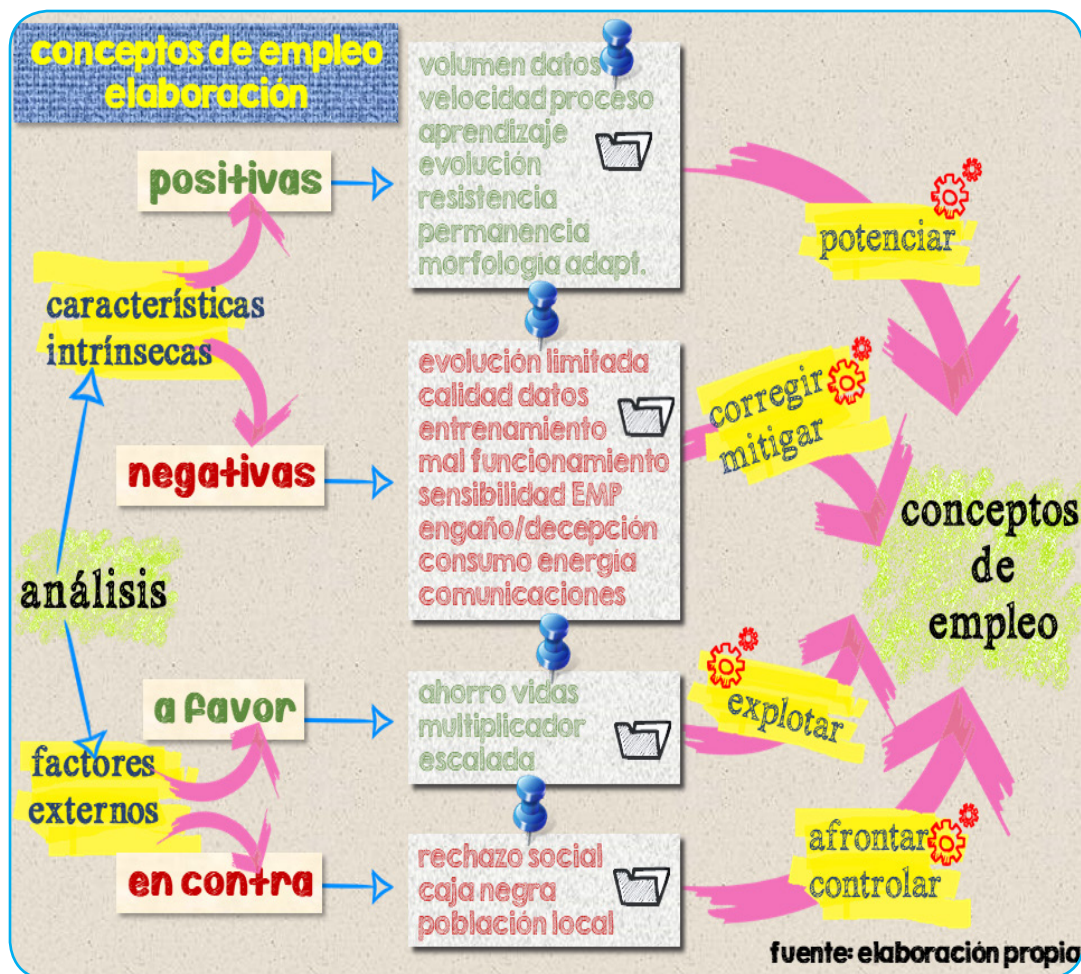 conceptos de empleo
elaboración
positivas
volumen datos
velocidad proceso
aprendizaje
evolución
resistencia
permanencia
morfología adapt.
potenciar
características
intrínsecas
negativas
evolución limitada
calidad datos
entrenamiento
mal funcionamiento
sensibilidad EMP
engaño/decepción
consumo energía
comunicaciones
corregir
mitigar
análisis
conceptos
de
empleo
a favor
ahorro vidas
multiplicador
escalada
explotar
factores
externos
en contra
rechazo social
caja negra
población local
afrontar
controlar
fuente: elaboración propia